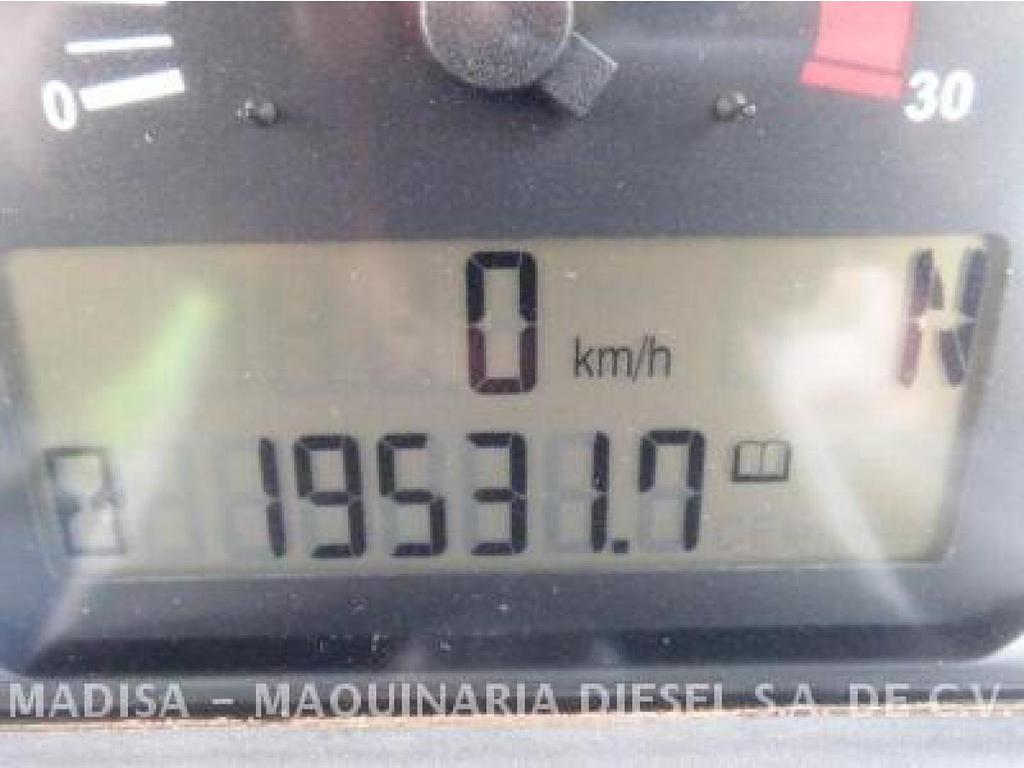 0 30
0 km/h N
19531.7
MADISA - MAQUINARIA DIESEL S.A. DE C.V.